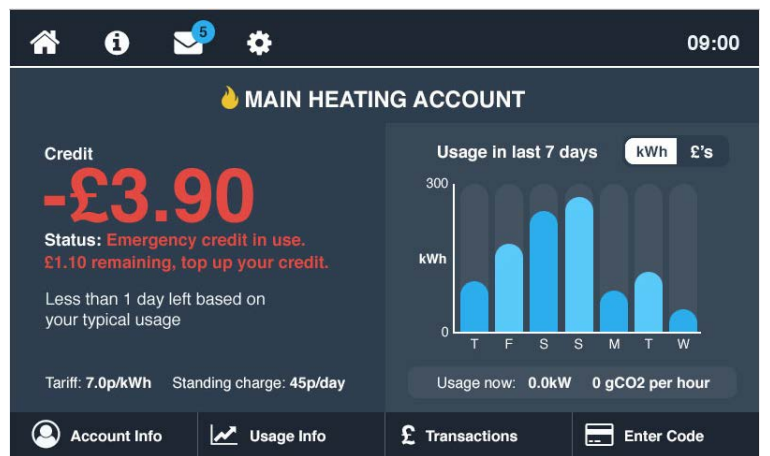 5
09:00
MAIN HEATING ACCOUNT
Credit
-£3.90
Status: Emergency credit in use.
£1.10 remaining, top up your credit.
Less than 1 day left based on
your typical usage
Tariff: 7.0p/kWh Standing charge: 45p/day
Usage in last 7 days kWh £'s
300
kWh
0
T F S S M T W
Usage now: 0.0kW 0 gCO2 per hour
Account Info Usage Info £ Transactions Enter Code